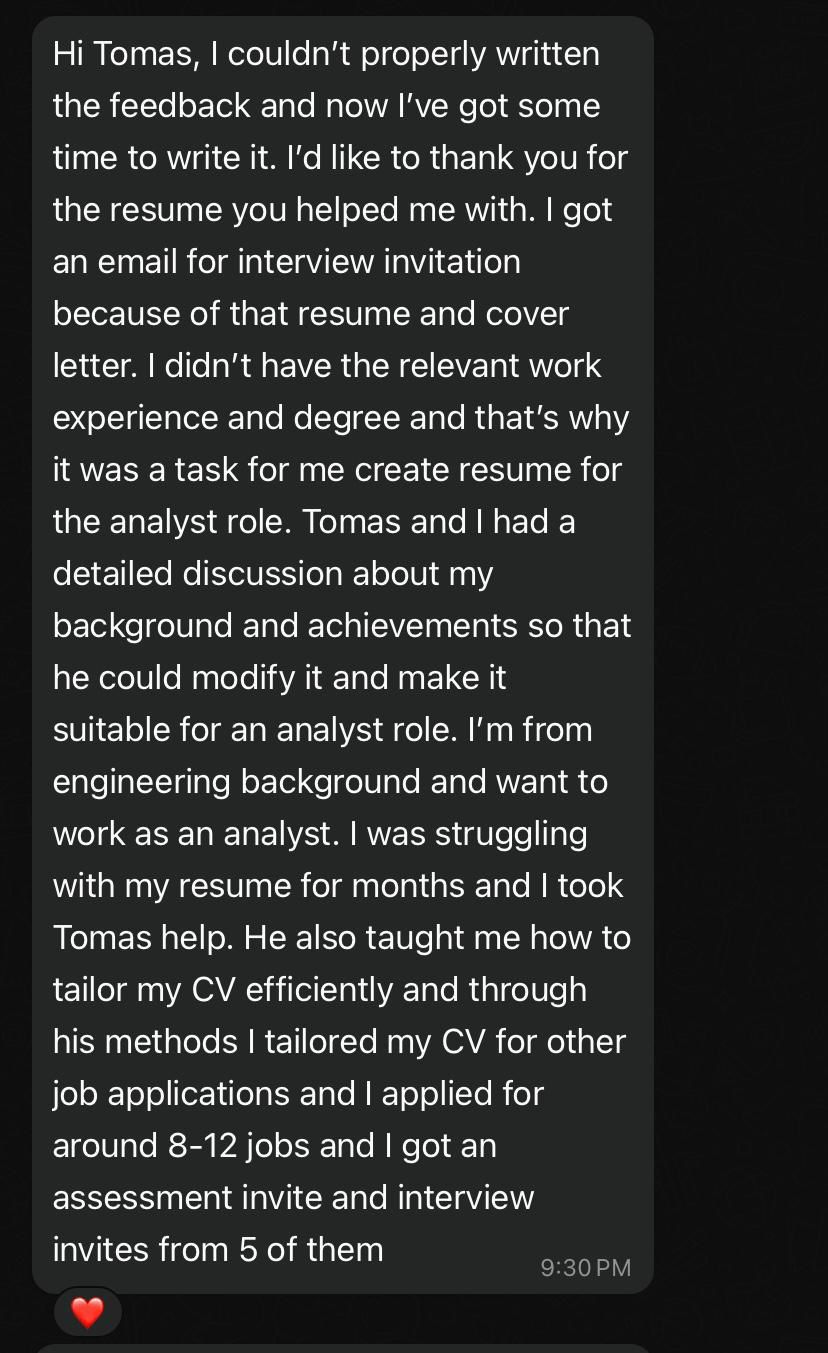 Hi Tomas, I couldn’t properly written
the feedback and now I’ve got some
time to write it. I’d like to thank you for
the resume you helped me with. I got
an email for interview invitation
because of that resume and cover
letter. I didn’t have the relevant work
experience and degree and that’s why
it was a task for me create resume for
the analyst role. Tomas and I had a
detailed discussion about my
background and achievements so that
he could modify it and make it
suitable for an analyst role. I’m from
engineering background and want to
work as an analyst. I was struggling
with my resume for months and I took
Tomas help. He also taught me how to
tailor my CV efficiently and through
his methods I tailored my CV for other
job applications and I applied for
around 8-12 jobs and I got an
assessment invite and interview
invites from 5 of them
9:30 PM